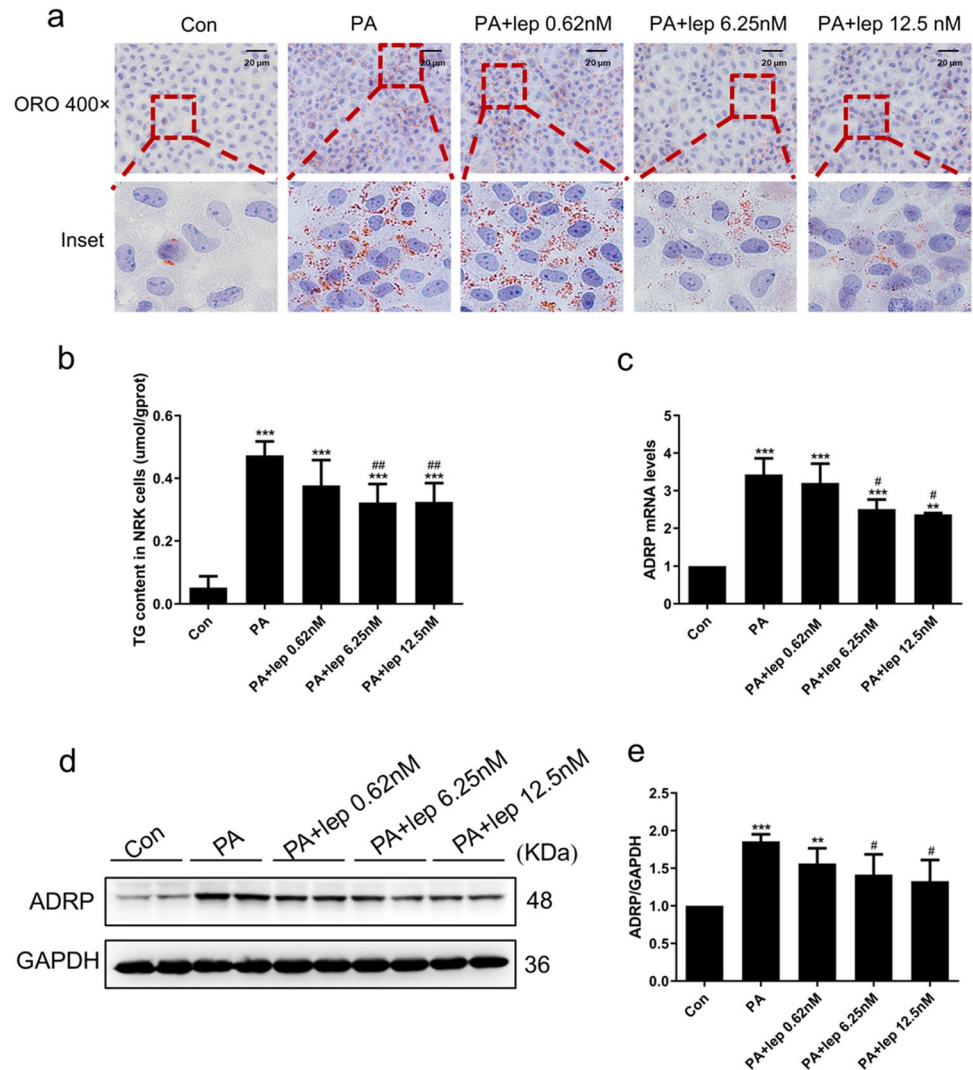 a
Con PA PA+lep 0.62nM PA+lep 6.25nM PA+lep 12.5 nM
ORO 400×
20 μm 20 μm 20 μm 20 μm 20 μm
Inset
b
TG content in NRK cells (umol/gprot)
0.6
0.4
0.2
0.0
*** *** ## *** ## ***
Con PA PA+lep 0.62nM PA+lep 6.25nM PA+lep 12.5nM
c
ADRP mRNA levels
5
4
3
2
1
0
*** *** # *** # **
Con PA PA+lep 0.62nM PA+lep 6.25nM PA+lep 12.5nM
d
Con PA PA+lep 0.62nM PA+lep 6.25nM PA+lep 12.5nM
(KDa)
ADRP 48
GAPDH 36
e
ADRP/GAPDH
2.5
2.0
1.5
1.0
0.5
0.0
*** ** # #
Con PA PA+lep 0.62nM PA+lep 6.25nM PA+lep 12.5nM